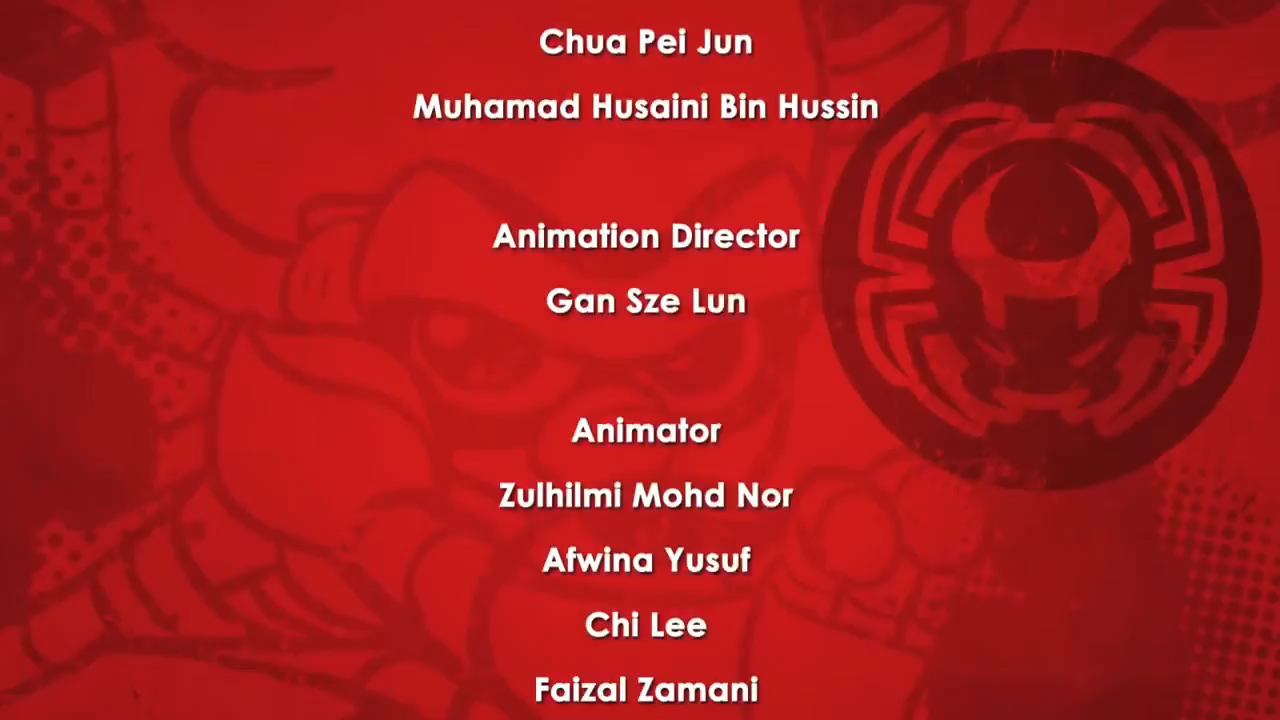 Chua Pei Jun
Muhamad Husaini Bin Hussin
Animation Director
Gan Sze Lun
Animator
Zulhilmi Mohd Nor
Afwina Yusuf
Chi Lee
Faizal Zamani